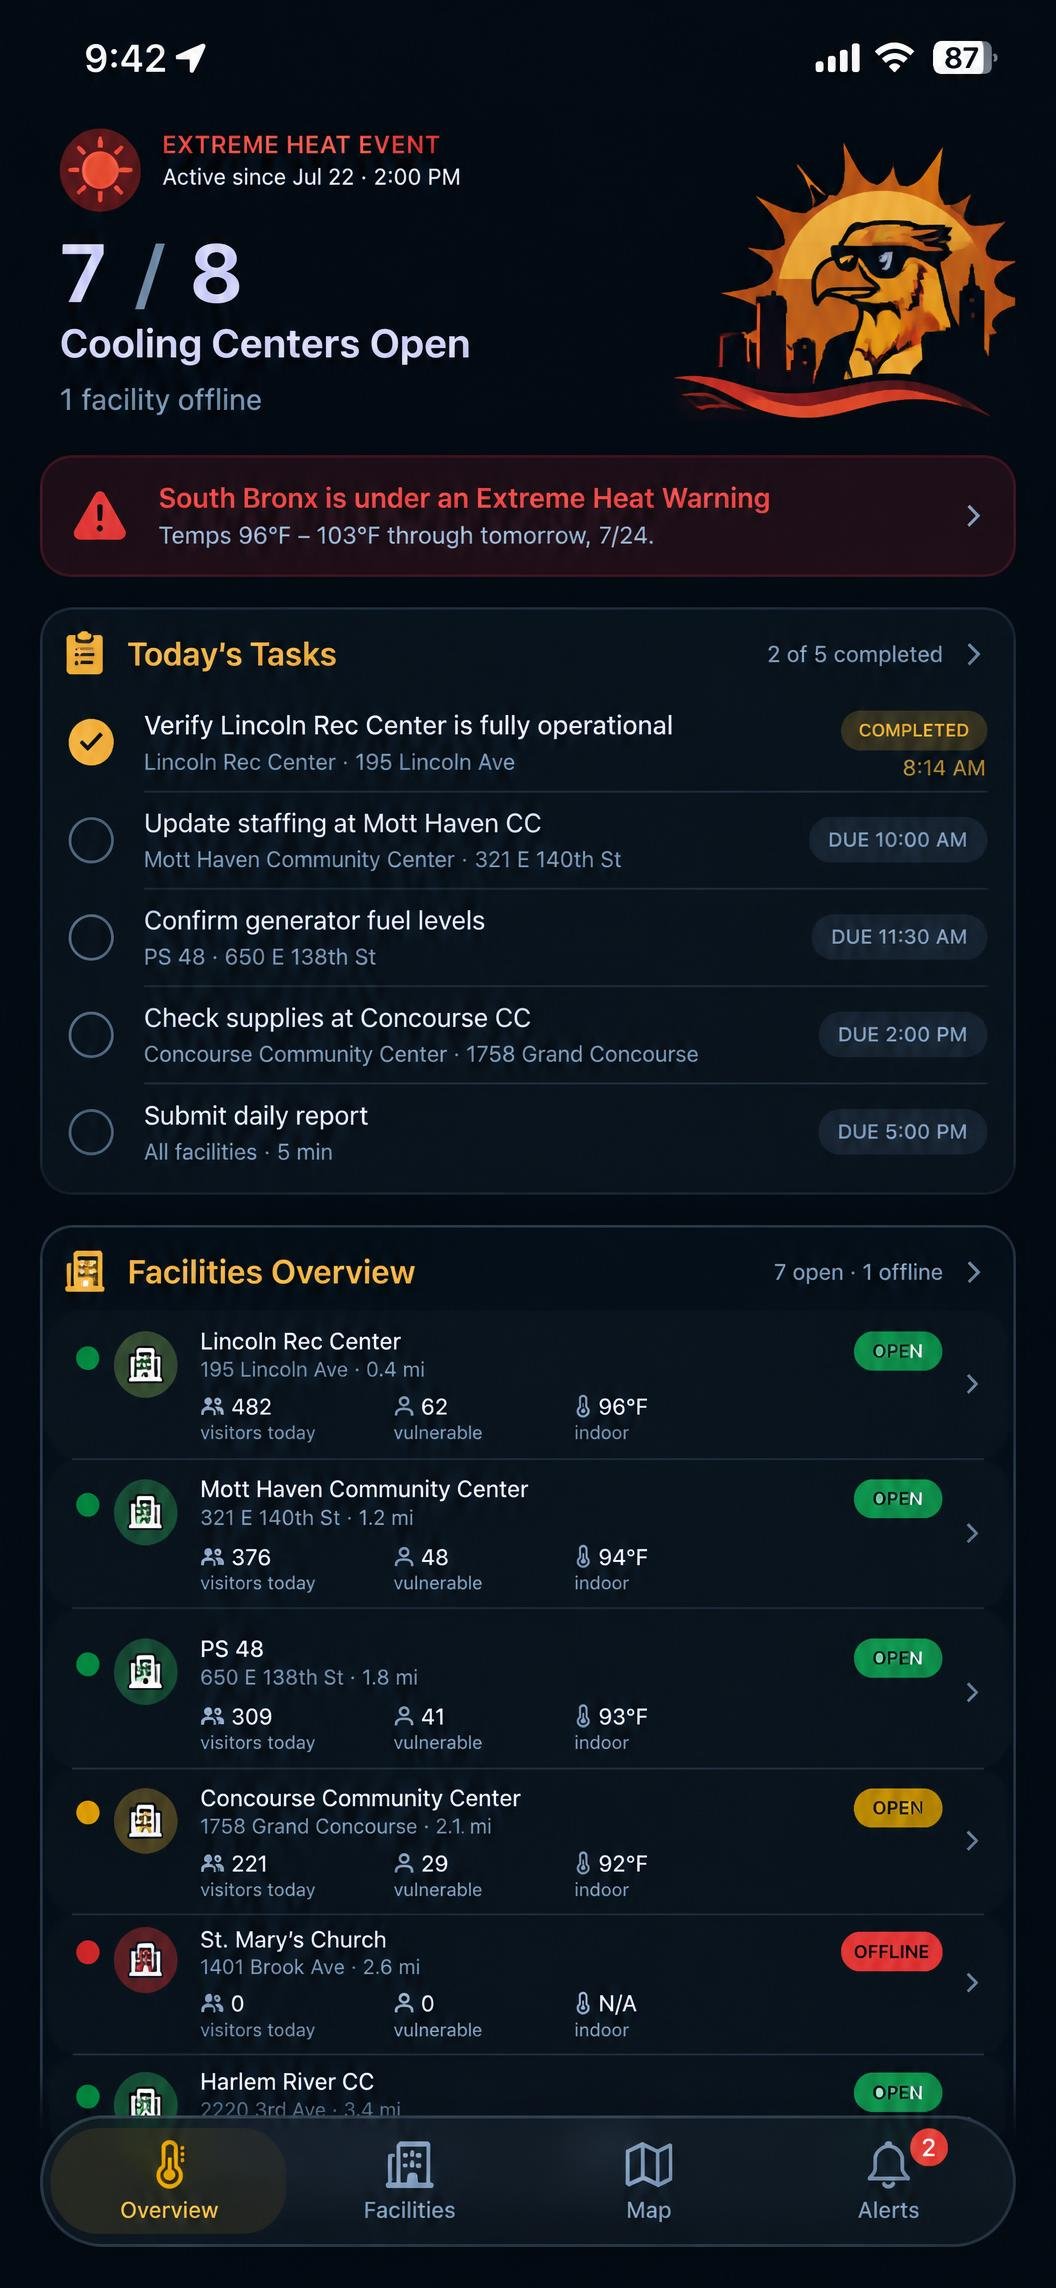 9:42
87
EXTREME HEAT EVENT
Active since Jul 22 · 2:00 PM
7 / 8
Cooling Centers Open
1 facility offline
South Bronx is under an Extreme Heat Warning
Temps 96°F – 103°F through tomorrow, 7/24.
Today's Tasks
2 of 5 completed
Verify Lincoln Rec Center is fully operational
COMPLETED
Lincoln Rec Center · 195 Lincoln Ave
8:14 AM
Update staffing at Mott Haven CC
Mott Haven Community Center · 321 E 140th St
DUE 10:00 AM
Confirm generator fuel levels
PS 48 · 650 E 138th St
DUE 11:30 AM
Check supplies at Concourse CC
Concourse Community Center · 1758 Grand Concourse
DUE 2:00 PM
Submit daily report
All facilities · 5 min
DUE 5:00 PM
Facilities Overview
7 open · 1 offline
Lincoln Rec Center
195 Lincoln Ave · 0.4 mi
OPEN
482 62 96°F
visitors today vulnerable indoor
Mott Haven Community Center
321 E 140th St · 1.2 mi
OPEN
376 48 94°F
visitors today vulnerable indoor
PS 48
650 E 138th St · 1.8 mi
OPEN
309 41 93°F
visitors today vulnerable indoor
Concourse Community Center
1758 Grand Concourse · 2.1. mi
OPEN
221 29 92°F
visitors today vulnerable indoor
St. Mary's Church
1401 Brook Ave · 2.6 mi
OFFLINE
0 0 N/A
visitors today vulnerable indoor
Harlem River CC
2220 3rd Ave · 3.4 mi
OPEN
2
Overview Facilities Map Alerts